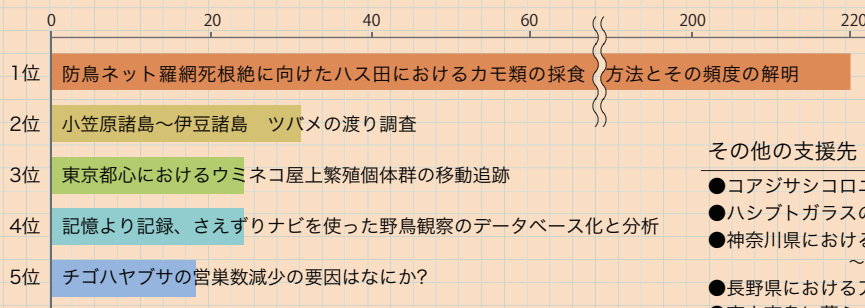 0 20 40 60 200 220
1位 防鳥ネット羅網死根絶に向けたハス田におけるカモ類の採食方法とその頻度の解明
2位 小笠原諸島〜伊豆諸島　ツバメの渡り調査
3位 東京都心におけるウミネコ屋上繁殖個体群の移動追跡
4位 記憶より記録、さえずりナビを使った野鳥観察のデータベース化と分析
5位 チゴハヤブサの営巣数減少の要因はなにか?
その他の支援先
●コアジサシコロニ
●ハシブトガラスの
●神奈川県における
〜
●長野県における